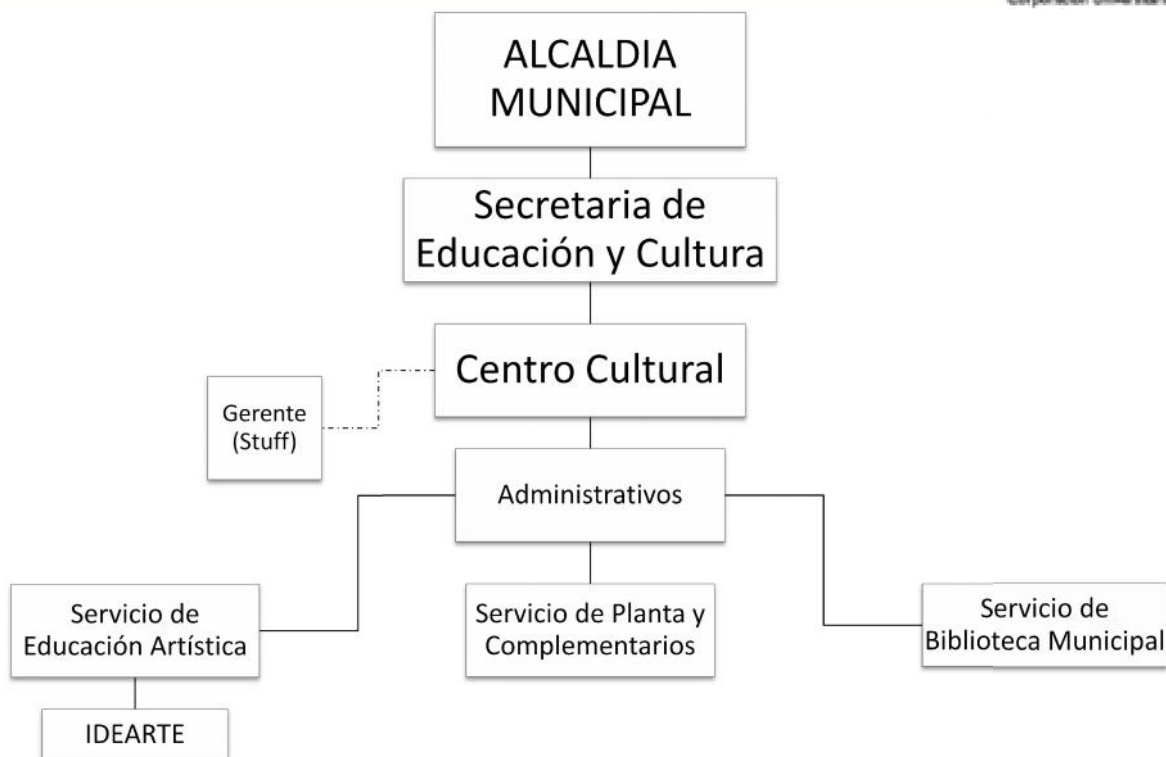 ALCALDIA
MUNICIPAL
Secretaria de
Educación y Cultura
Centro Cultural
Gerente
(Stuff)
Administrativos
Servicio de
Educación Artística
Servicio de Planta y
Complementarios
Servicio de
Biblioteca Municipal
IDEARTE